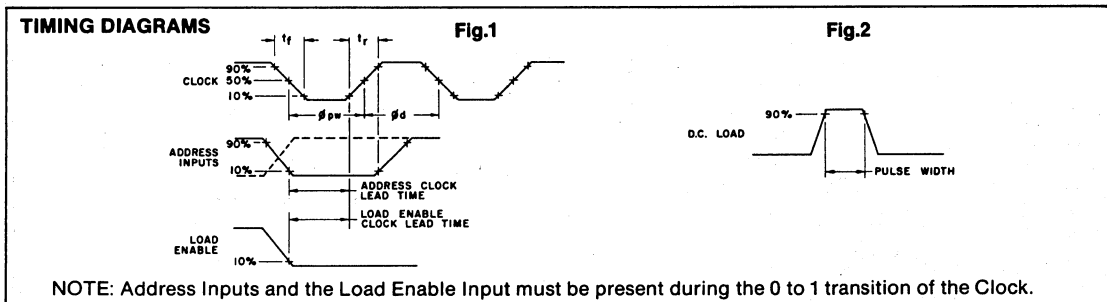 TIMING DIAGRAMS
Fig.1
Fig.2
tf
tr
CLOCK
90%
50%
10%
Øpw
Ød
ADDRESS
INPUTS
90%
10%
ADDRESS CLOCK
LEAD TIME
LOAD ENABLE
CLOCK LEAD TIME
LOAD
ENABLE
10%
D.C. LOAD
90%
PULSE WIDTH
NOTE: Address Inputs and the Load Enable Input must be present during the 0 to 1 transition of the Clock.